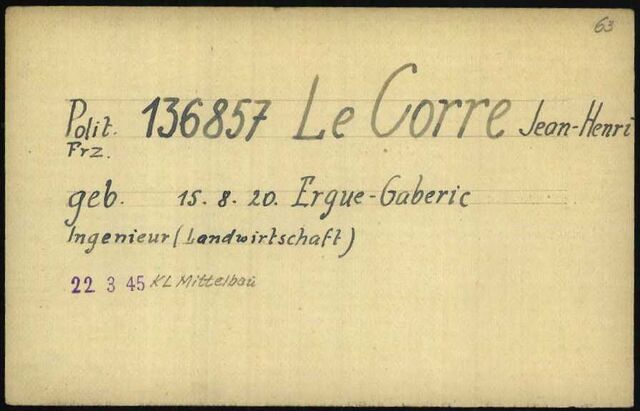 63
Polit. 136857 Le Corre Jean-Henri
Frz.
geb. 15. 8. 20. Ergue-Gaberic
Ingenieur (Landwirtschaft)
22 3 45 KL Mittelbau